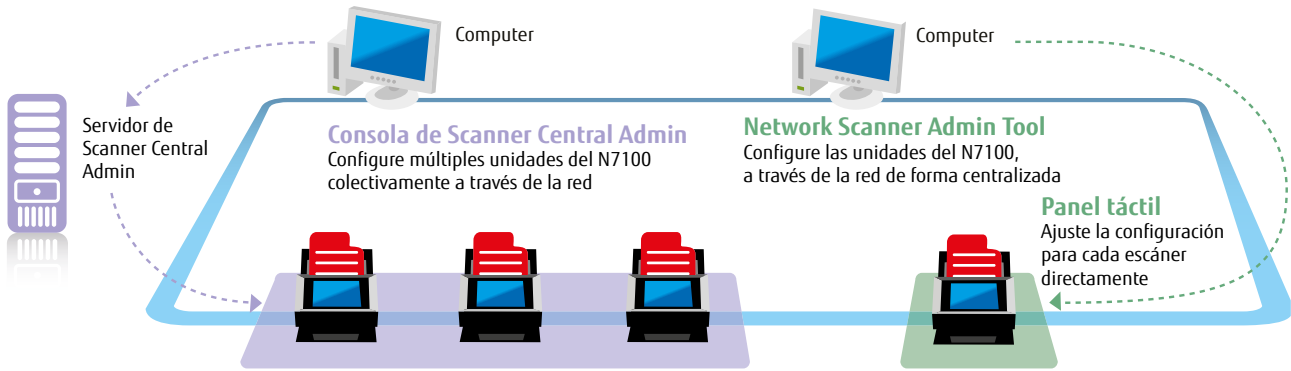 Computer
Servidor de
Scanner Central
Admin
Consola de Scanner Central Admin
Configure múltiples unidades del N7100
colectivamente a través de la red
Computer
Network Scanner Admin Tool
Configure las unidades del N7100,
a través de la red de forma centralizada
Panel táctil
Ajuste la configuración
para cada escáner
directamente